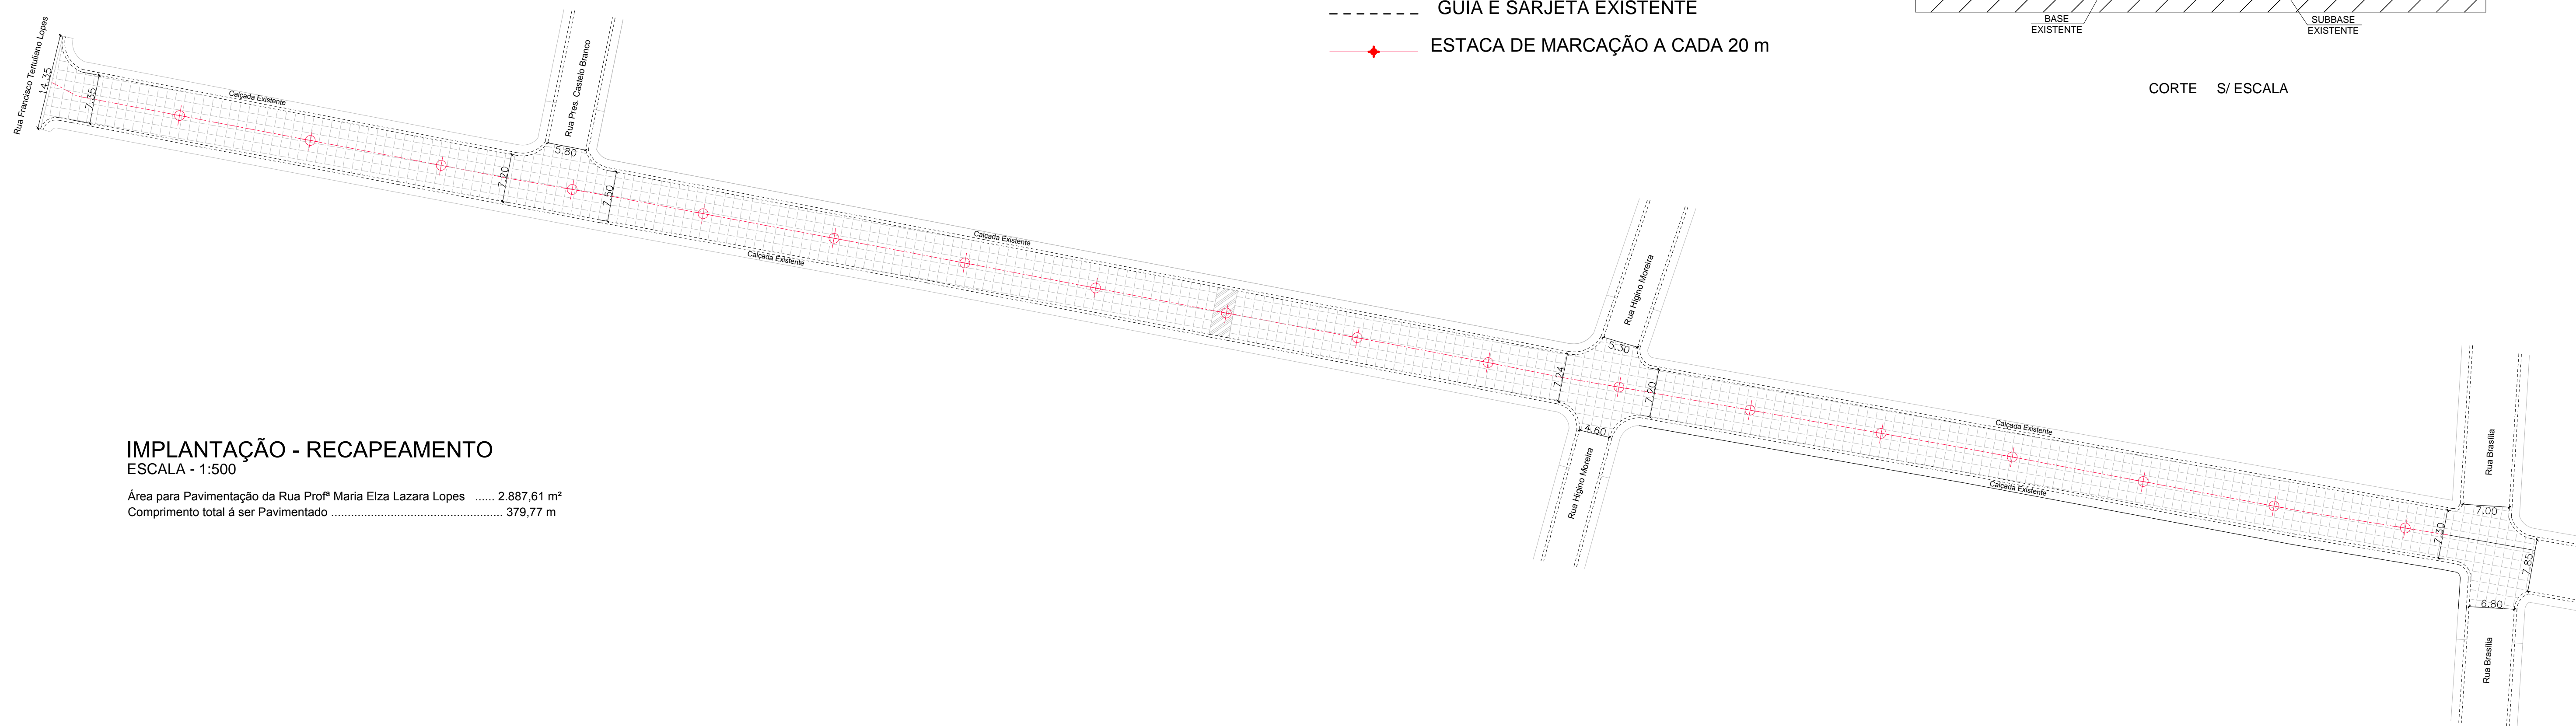 GUIA E SARJETA EXISTENTE
ESTACA DE MARCAÇÃO A CADA 20 m
BASE
EXISTENTE
SUBBASE
EXISTENTE
CORTE S/ ESCALA
Rua Francisco Tertuliano Lopes
14.35
7.35
Calçada Existente
Rua Pres. Castelo Branco
5.80
7.20
7.50
Calçada Existente
Calçada Existente
Rua Higino Moreira
5.30
7.24
7.20
4.60
Rua Higino Moreira
Calçada Existente
Calçada Existente
Rua Brasília
7.00
7.30
7.85
6.80
Rua Brasília
IMPLANTAÇÃO - RECAPEAMENTO
ESCALA - 1:500
Área para Pavimentação da Rua Profª Maria Elza Lazara Lopes ...... 2.887,61 m²
Comprimento total á ser Pavimentado .................................................... 379,77 m